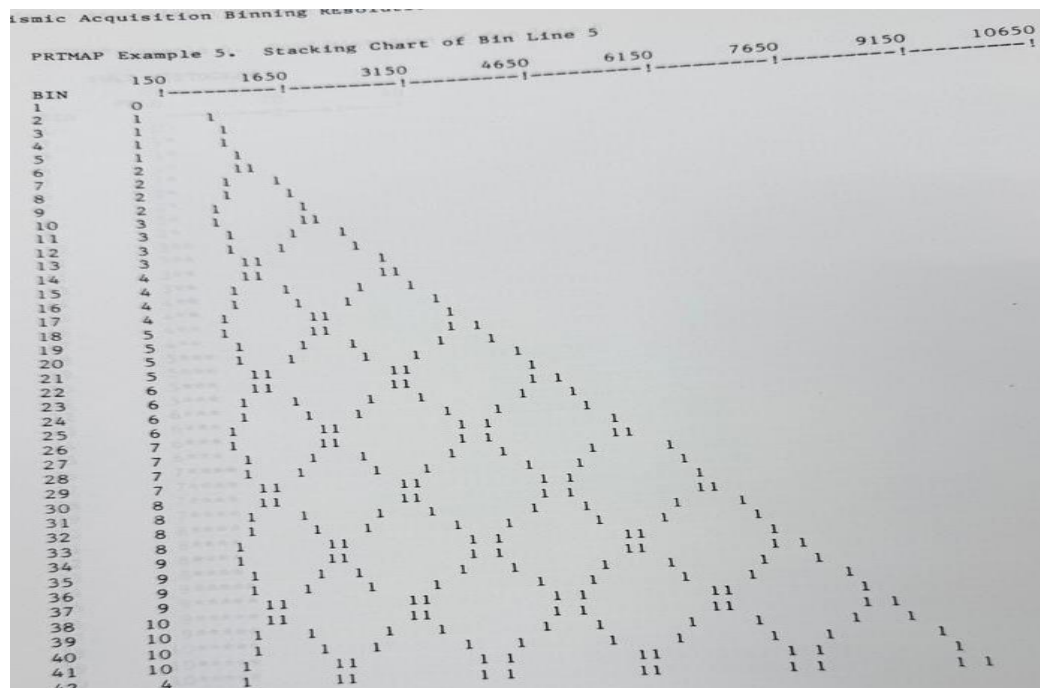 ismic Acquisition Binning
PRTMAP Example 5. Stacking Chart of Bin Line 5
150 1650 3150 4650 6150 7650 9150 10650
BIN !---------!---------!---------!---------!---------!---------!---------!
1 0
2 1 1
3 1 1
4 1 1
5 1 1
6 2 11
7 2 1 1
8 2 1 1
9 2 1 1
10 3 1 11
11 3 1 1 1
12 3 1 1 1
13 3 11 1
14 4 11 11
15 4 1 1 1 1
16 4 1 1 1 1
17 4 1 11 1
18 5 1 11 1 1
19 5 1 1 1 1 1
20 5 1 1 1 1 1
21 5 11 11 1
22 6 11 11 1 1
23 6 1 1 1 1 1 1
24 6 1 1 1 1 1 1
25 6 1 11 1 1 1
26 7 1 11 1 1 11
27 7 1 1 1 1 1 1 1
28 7 1 1 1 1 1 1 1
29 7 11 11 1 1 1
30 8 11 11 1 1 11
31 8 1 1 1 1 1 1 1 1
32 8 1 1 1 1 1 1 1 1
33 8 1 11 1 1 11 1
34 9 1 11 1 1 11 1 1
35 9 1 1 1 1 1 1 1 1 1
36 9 1 1 1 1 1 1 1 1 1
37 9 11 11 1 1 11 1
38 10 11 11 1 1 11 1 1
39 10 1 1 1 1 1 1 1 1 1 1
40 10 1 1 1 1 1 1 1 1 1 1
41 10 1 11 1 1 11 1 1 1
1 11 1 1 11 1 1 1 1